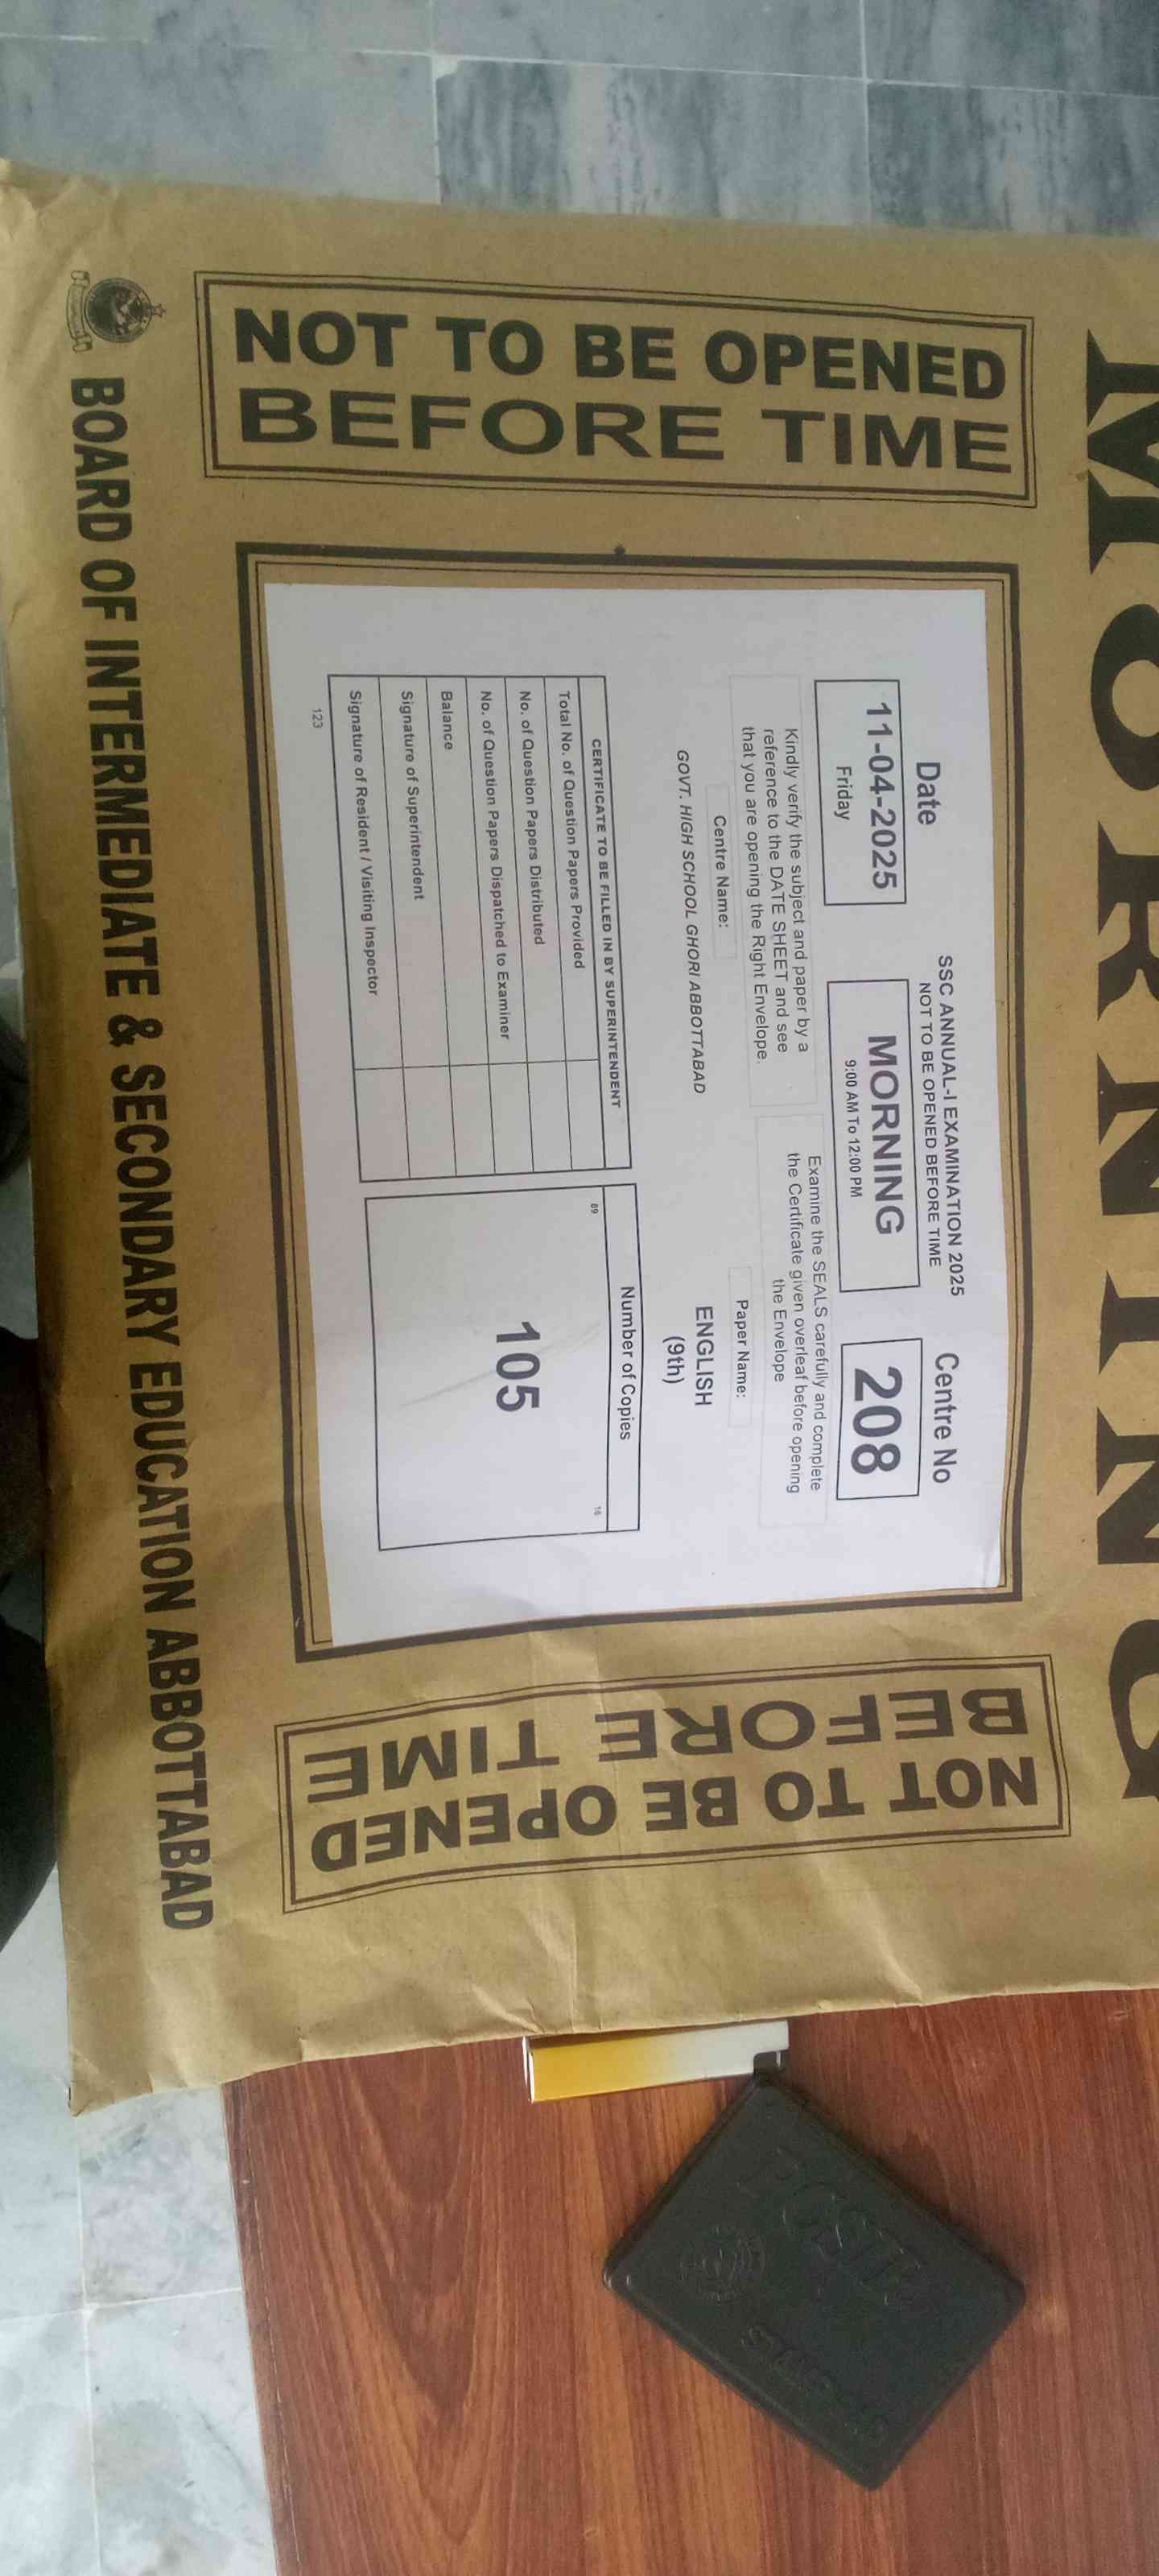 MORNING
NOT TO BE OPENED
BEFORE TIME
Date
11-04-2025
Friday
SSC ANNUAL-I EXAMINATION 2025
NOT TO BE OPENED BEFORE TIME
MORNING
9:00 AM To 12:00 PM
Centre No
208
Kindly verify the subject and paper by a
reference to the DATE SHEET and see
that you are opening the Right Envelope.
Examine the SEALS carefully and complete
the Certificate given overleaf before opening
the Envelope
Centre Name:
GOVT. HIGH SCHOOL GHORI ABBOTTABAD
Paper Name:
ENGLISH
(9th)
CERTIFICATE TO BE FILLED IN BY SUPERINTENDENT
Total No. of Question Papers Provided
No. of Question Papers Distributed
No. of Question Papers Dispatched to Examiner
Balance
Signature of Superintendent
Signature of Resident / Visiting Inspector
123
Number of Copies
89
16
105
NOT TO BE OPENED
BEFORE TIME
BOARD OF INTERMEDIATE & SECONDARY EDUCATION ABBOTTABAD